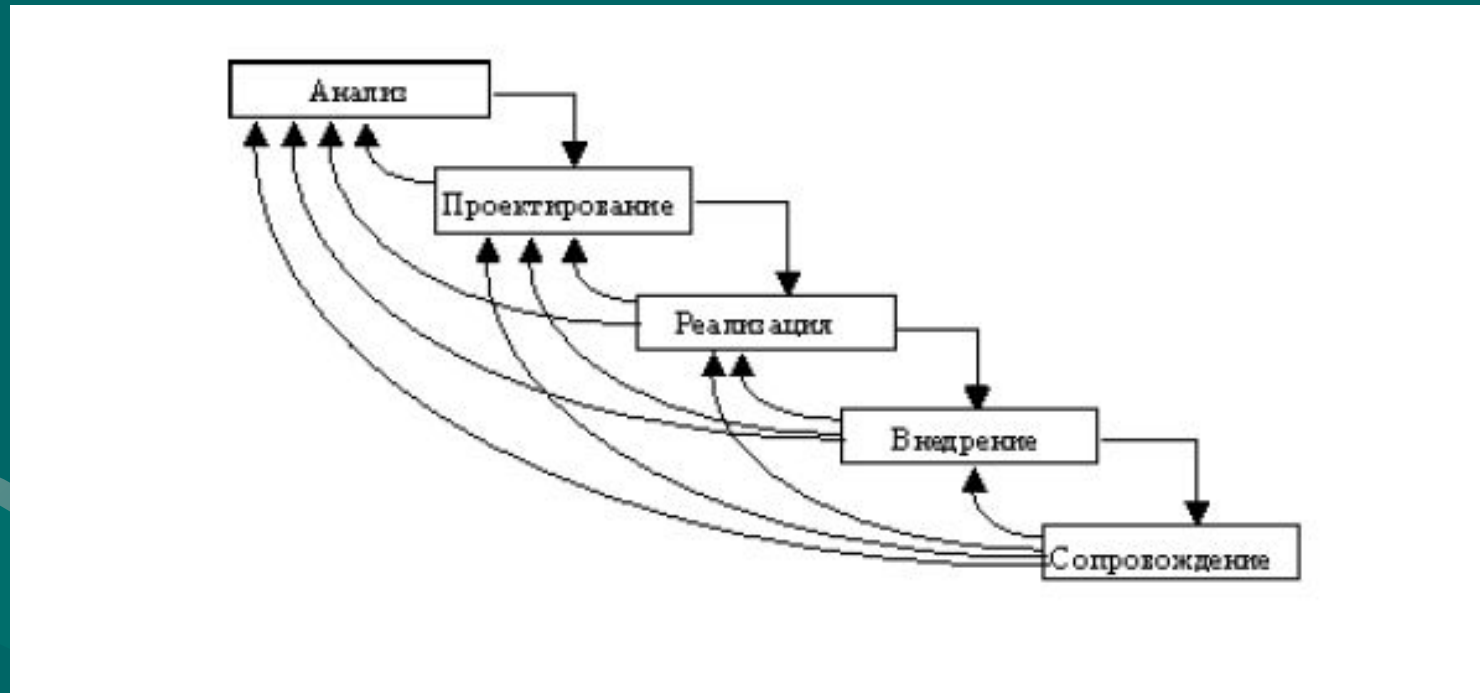 Анализ
Проектирование
Реализация
Внедрение
Сопровождение